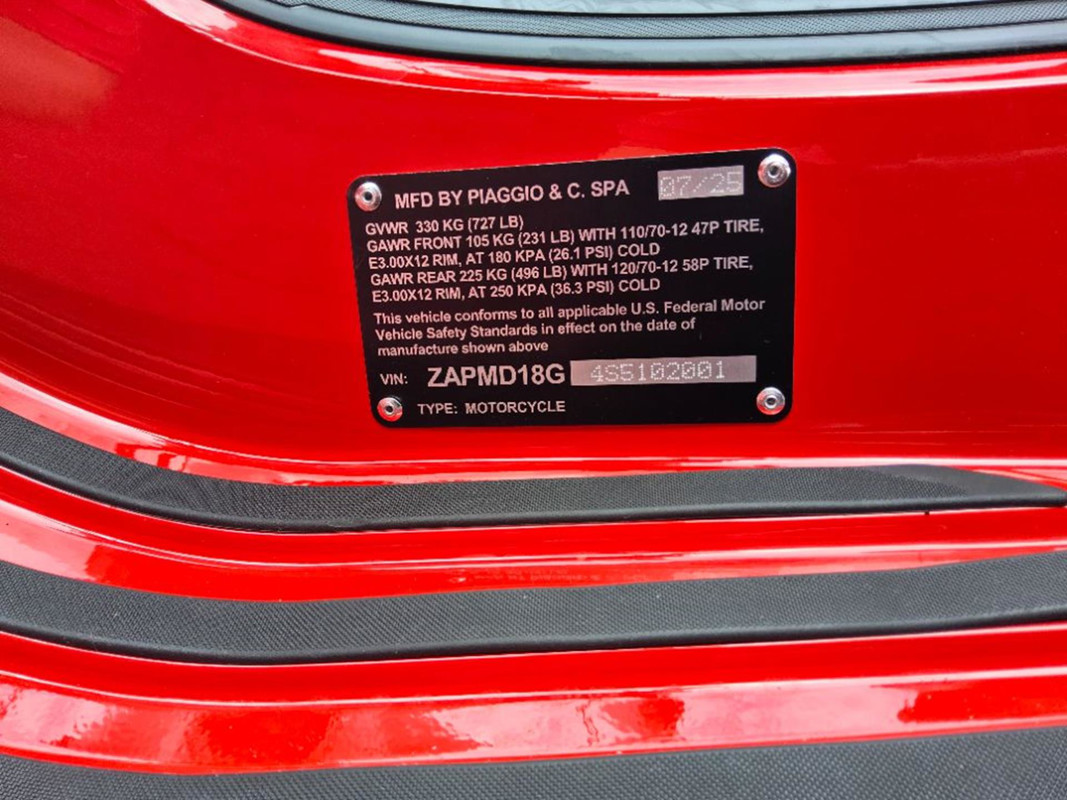 MFD BY PIAGGIO & C. SPA 07/25
GVWR 330 KG (727 LB)
GAWR FRONT 105 KG (231 LB) WITH 110/70-12 47P TIRE,
E3.00X12 RIM, AT 180 KPA (26.1 PSI) COLD
GAWR REAR 225 KG (496 LB) WITH 120/70-12 58P TIRE,
E3.00X12 RIM, AT 250 KPA (36.3 PSI) COLD
This vehicle conforms to all applicable U.S. Federal Motor
Vehicle Safety Standards in effect on the date of
manufacture shown above
VIN: ZAPMD18G 4S5102001
TYPE: MOTORCYCLE